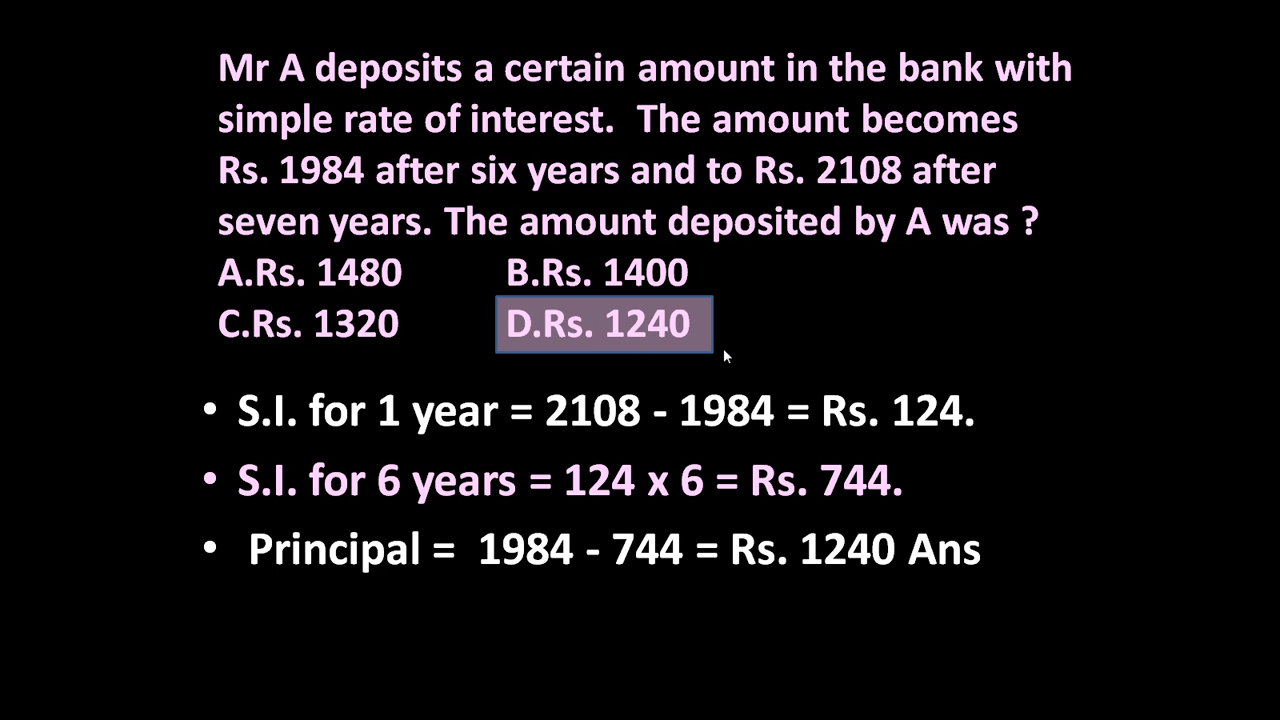 Mr A deposits a certain amount in the bank with
simple rate of interest.  The amount becomes
Rs. 1984 after six years and to Rs. 2108 after
seven years. The amount deposited by A was ?
A.Rs. 1480 B.Rs. 1400
C.Rs. 1320 D.Rs. 1240
• S.I. for 1 year = 2108 - 1984 = Rs. 124.
• S.I. for 6 years = 124 x 6 = Rs. 744.
• Principal =  1984 - 744 = Rs. 1240 Ans